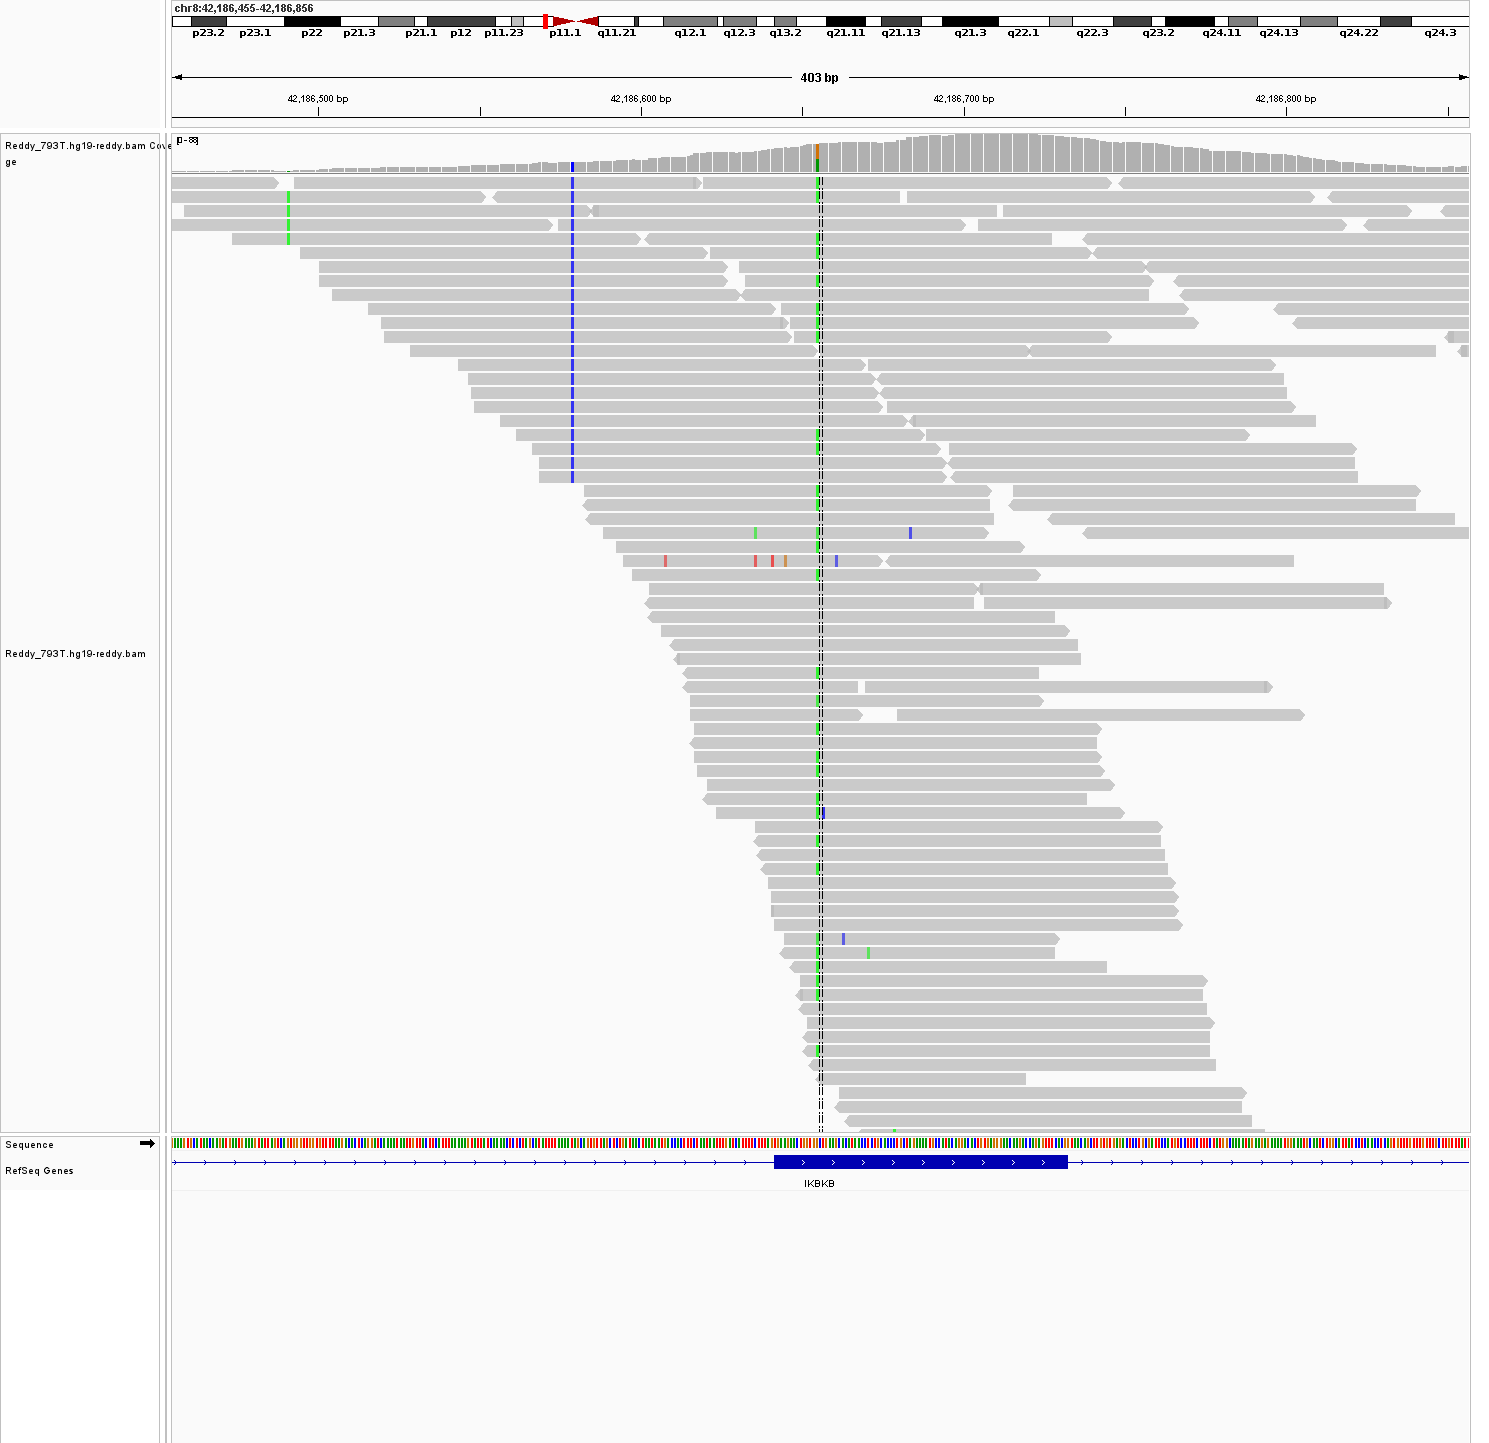 chr8:42,186,455-42,186,856
p23.2 p23.1 p22 p21.3 p21.1 p12 p11.23 p11.1 q11.21 q12.1 q12.3 q13.2 q21.11 q21.13 q21.3 q22.1 q22.3 q23.2 q24.11 q24.13 q24.22 q24.3
403 bp
42,186,500 bp 42,186,600 bp 42,186,700 bp 42,186,800 bp
Reddy_793T.hg19-reddy.bam Cove
ge
[0-88]
Reddy_793T.hg19-reddy.bam
Sequence
RefSeq Genes
IKBKB